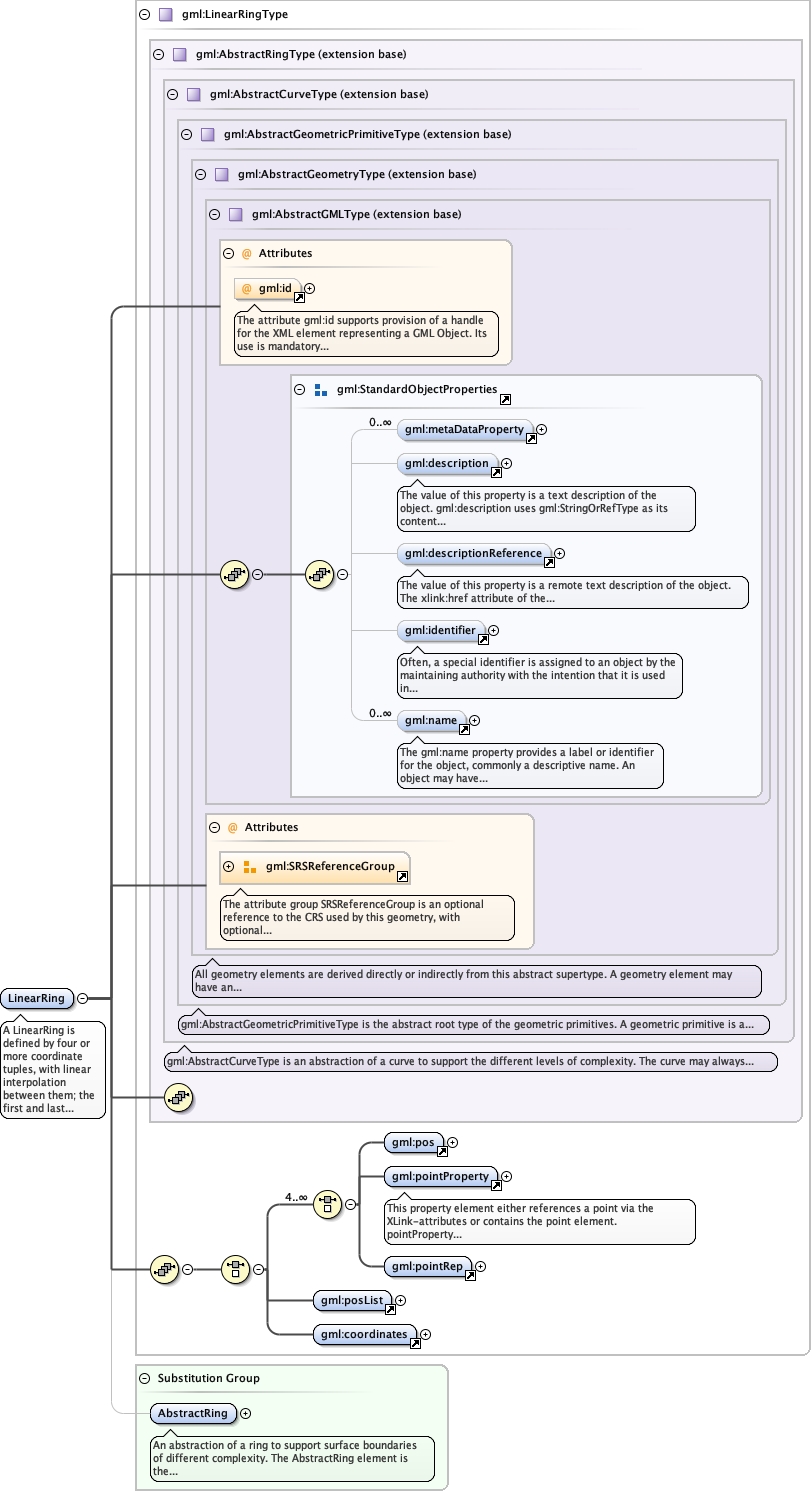 gml:LinearRingType
gml:AbstractRingType (extension base)
gml:AbstractCurveType (extension base)
gml:AbstractGeometricPrimitiveType (extension base)
gml:AbstractGeometryType (extension base)
gml:AbstractGMLType (extension base)
@ Attributes
@ gml:id
The attribute gml:id supports provision of a handle
for the XML element representing a GML Object. Its
use is mandatory...
gml:StandardObjectProperties
0..∞
gml:metaDataProperty
gml:description
The value of this property is a text description of the
object. gml:description uses gml:StringOrRefType as its
content...
gml:descriptionReference
The value of this property is a remote text description of the object.
The xlink:href attribute of the...
gml:identifier
Often, a special identifier is assigned to an object by the
maintaining authority with the intention that it is used
in...
0..∞
gml:name
The gml:name property provides a label or identifier
for the object, commonly a descriptive name. An
object may have...
@ Attributes
gml:SRSReferenceGroup
The attribute group SRSReferenceGroup is an optional
reference to the CRS used by this geometry, with
optional...
All geometry elements are derived directly or indirectly from this abstract supertype. A geometry element may
have an...
gml:AbstractGeometricPrimitiveType is the abstract root type of the geometric primitives. A geometric primitive is a...
gml:AbstractCurveType is an abstraction of a curve to support the different levels of complexity. The curve may always...
LinearRing
A LinearRing is
defined by four or
more coordinate
tuples, with linear
interpolation
between them; the
first and last...
4..∞
gml:pos
gml:pointProperty
This property element either references a point via the
XLink-attributes or contains the point element.
pointProperty...
gml:pointRep
gml:posList
gml:coordinates
Substitution Group
AbstractRing
An abstraction of a ring to support surface boundaries
of different complexity. The AbstractRing element is
the...